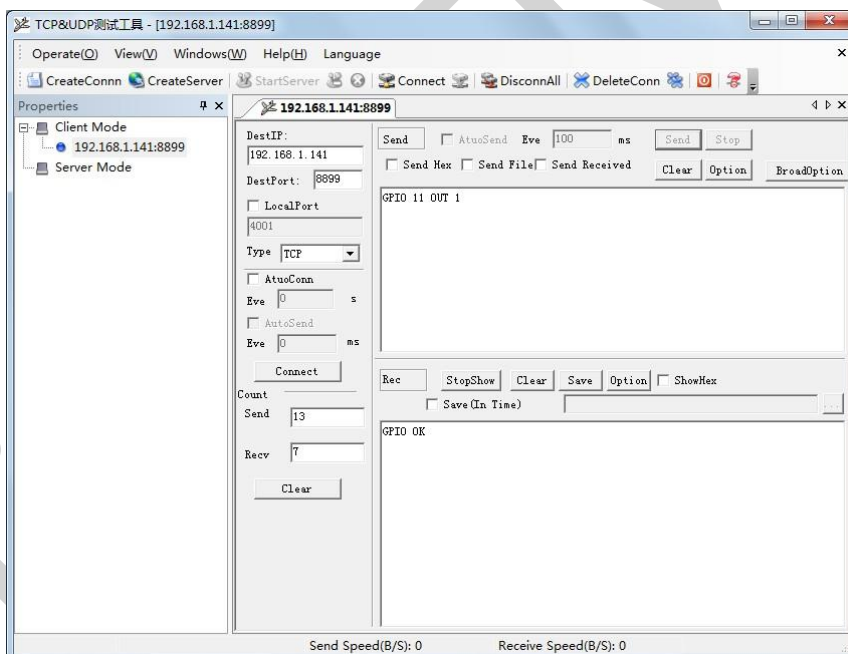 TCP&UDP测试工具 - [192.168.1.141:8899]
Operate(O) View(V) Windows(W) Help(H) Language
CreateConnn CreateServer StartServer Connect DisconnAll DeleteConn
Properties
Client Mode
192.168.1.141:8899
Server Mode
192.168.1.141:8899
DestIP:
192.168.1.141
DestPort: 8899
LocalPort
4001
Type TCP
AtuoConn
Eve 0 s
AutoSend
Eve 0 ms
Connect
Count
Send 13
Recv 7
Clear
Send AtuoSend Eve 100 ms Send Stop
Send Hex Send File Send Received Clear Option BroadOption
GPIO 11 OUT 1
Rec StopShow Clear Save Option ShowHex
Save(In Time) ...
GPIO OK
Send Speed(B/S): 0 Receive Speed(B/S): 0